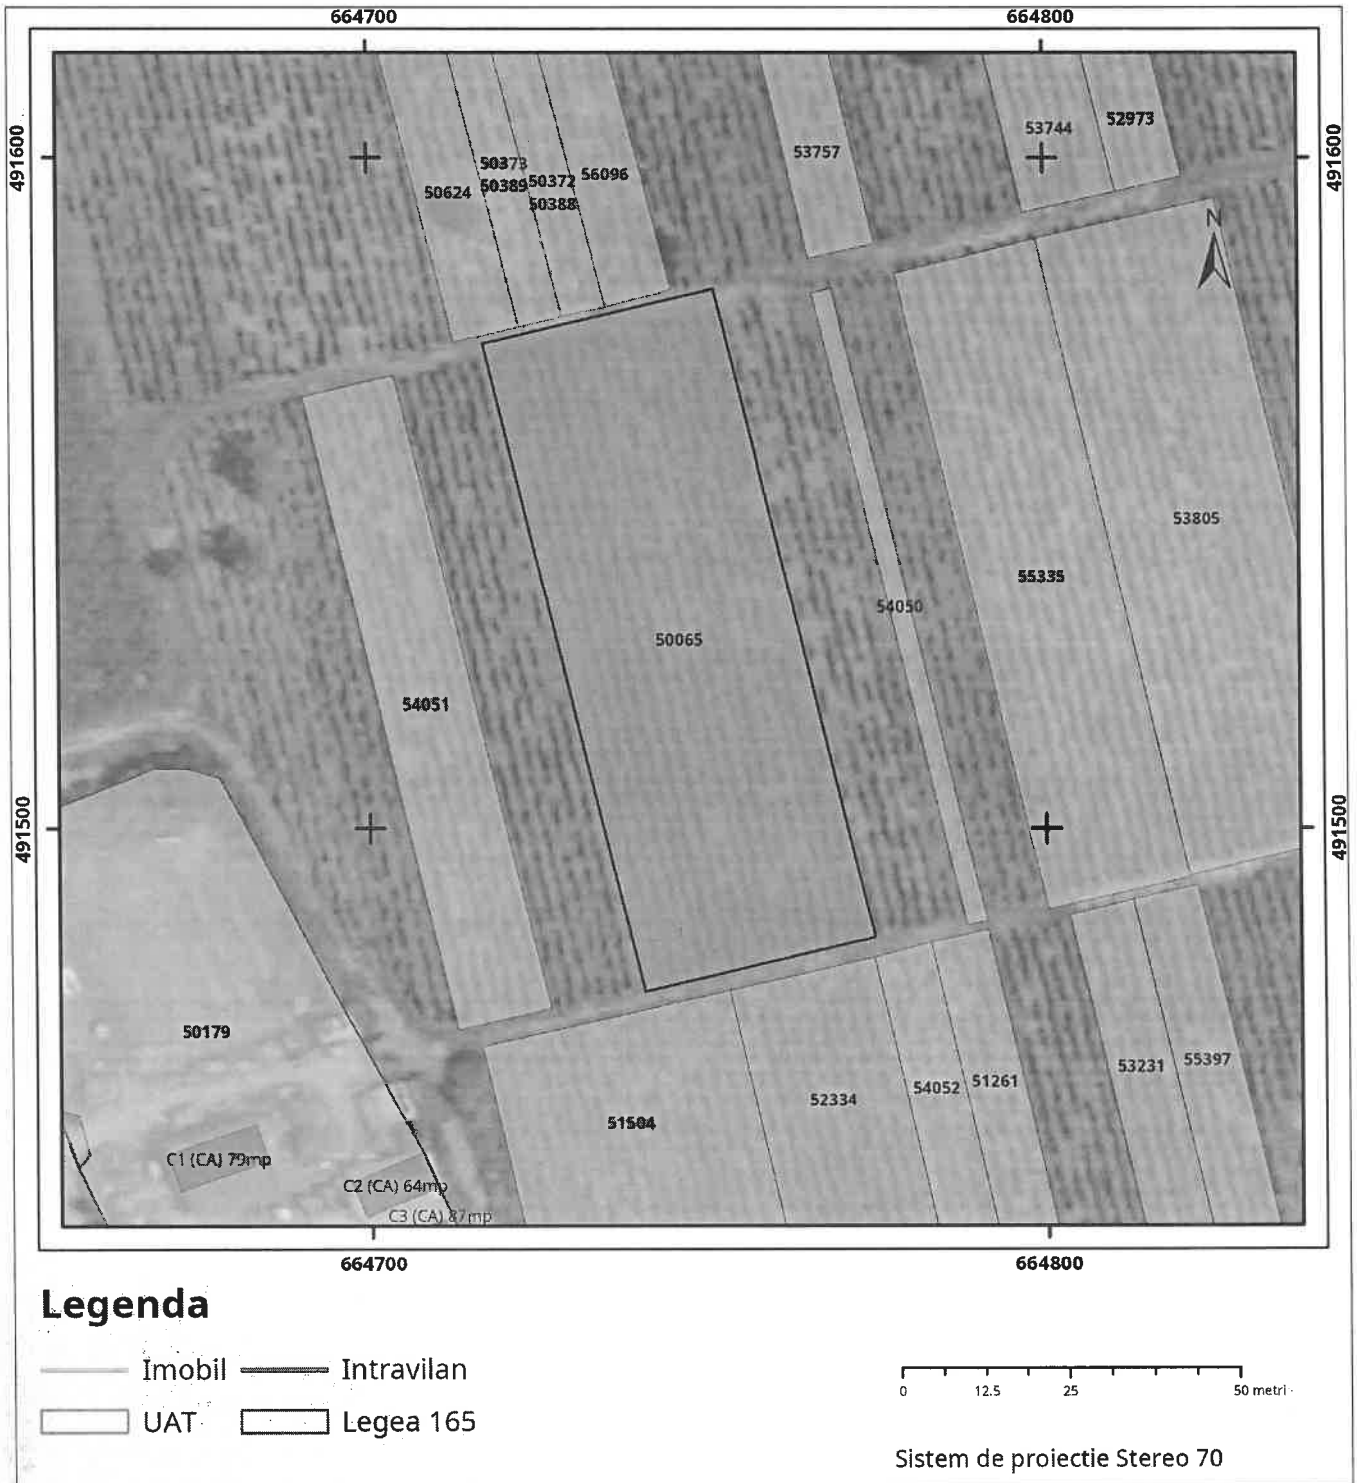 664700 664800
491600 491600
53744 52973
53757
50373
50624 50389 50372 56096
50388
N
53805
55335
54050
50065
54051
491500 491500
50179
51504 52334 54052 51261 53231 55397
C1 (CA) 79mp
C2 (CA) 64mp
C3 (CA) 87mp
664700 664800
Legenda
Imobil Intravilan
UAT Legea 165
0 12.5 25 50 metri
Sistem de proiectie Stereo 70